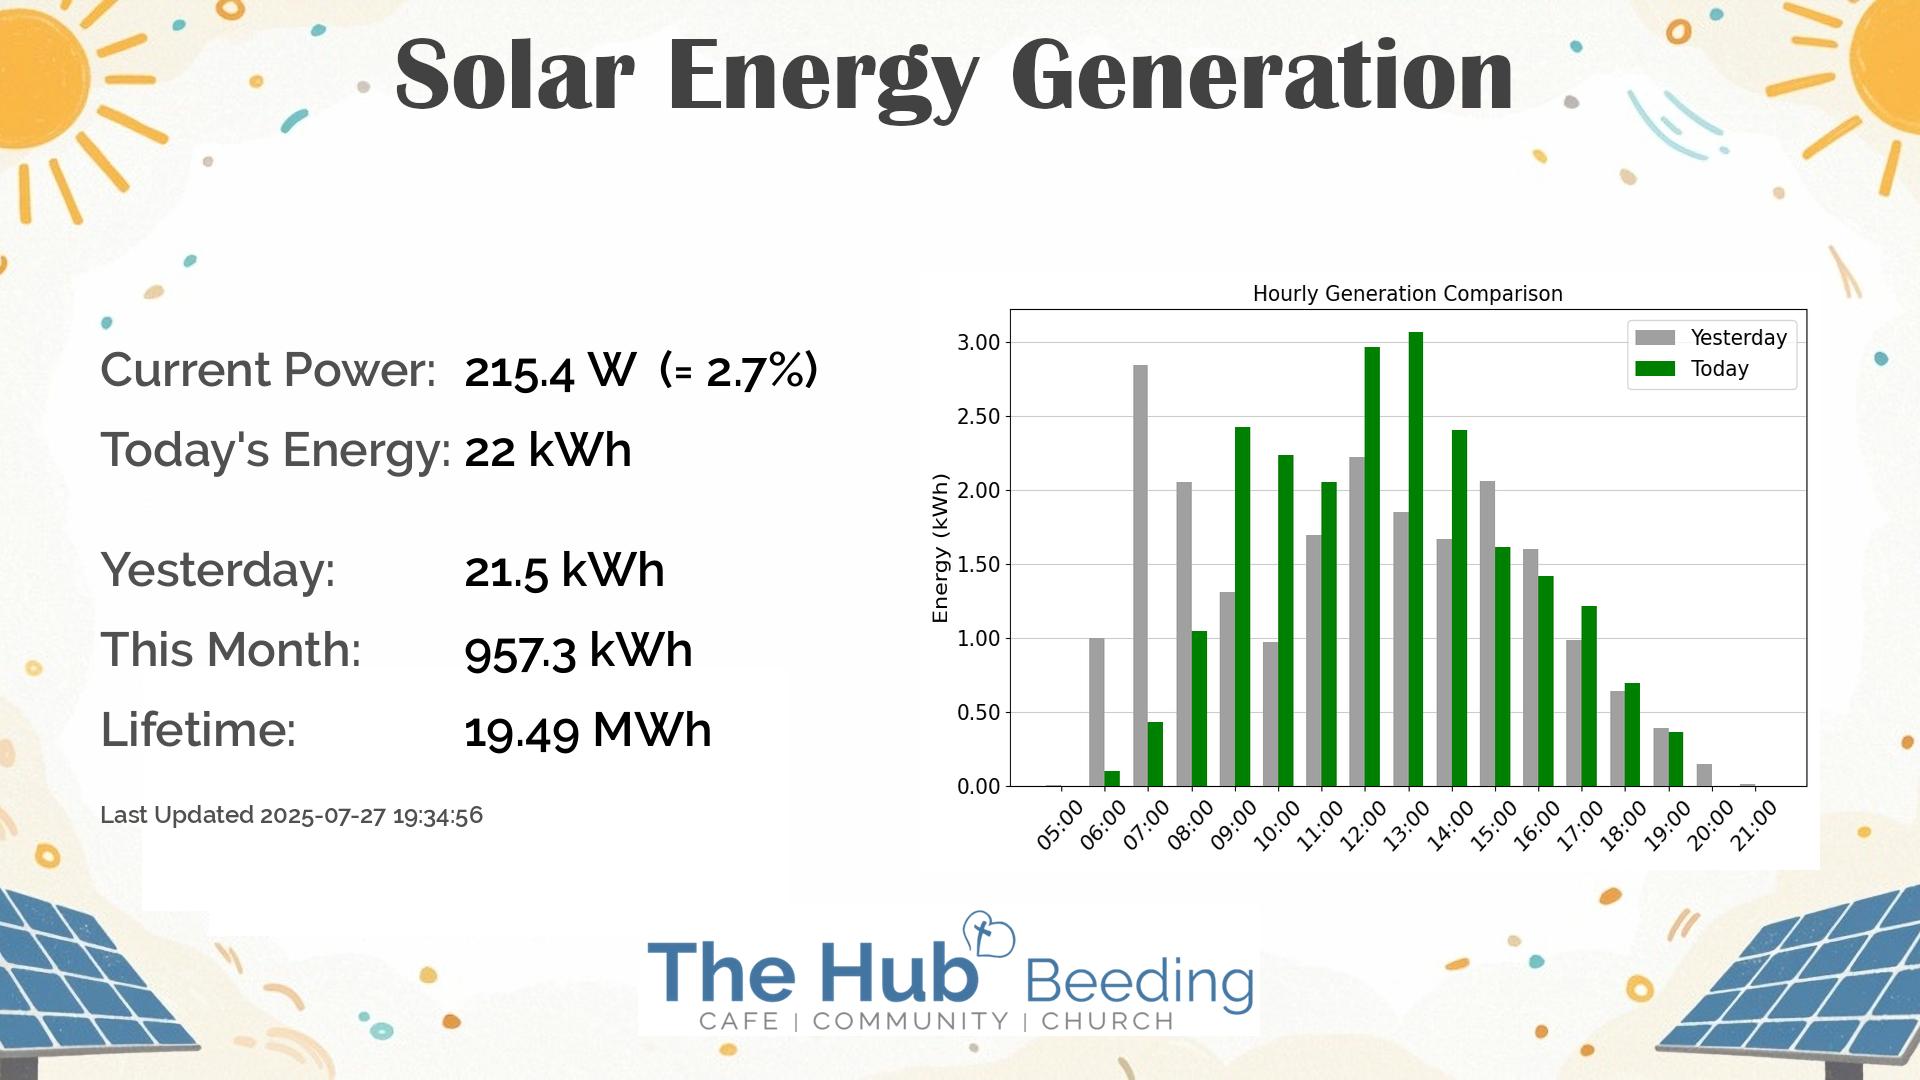 Solar Energy Generation
Current Power: 215.4 W (= 2.7%)
Today's Energy: 22 kWh
Yesterday: 21.5 kWh
This Month: 957.3 kWh
Lifetime: 19.49 MWh
Last Updated 2025-07-27 19:34:56
Hourly Generation Comparison
Yesterday
Today
Energy (kWh)
3.00
2.50
2.00
1.50
1.00
0.50
0.00
05:00 06:00 07:00 08:00 09:00 10:00 11:00 12:00 13:00 14:00 15:00 16:00 17:00 18:00 19:00 20:00 21:00
The Hub Beeding
CAFE | COMMUNITY | CHURCH